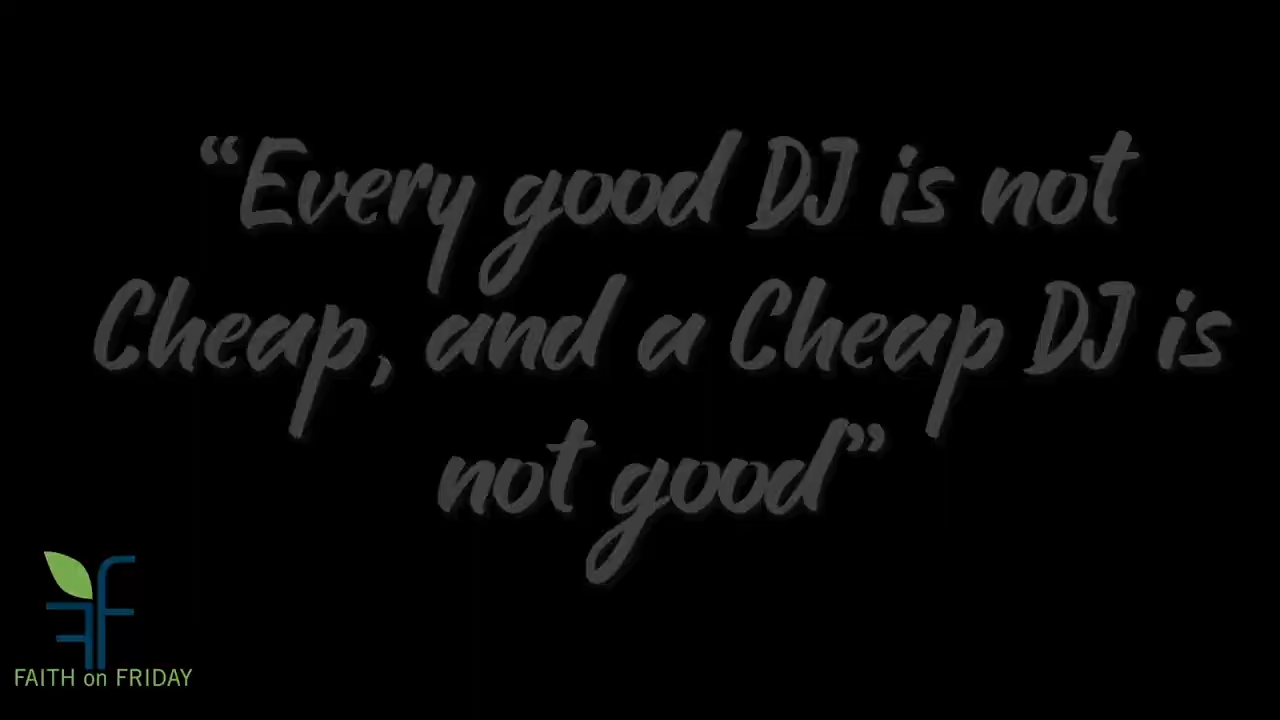 “Every good DJ is not
Cheap, and a Cheap DJ is
not good”
FAITH on FRIDAY